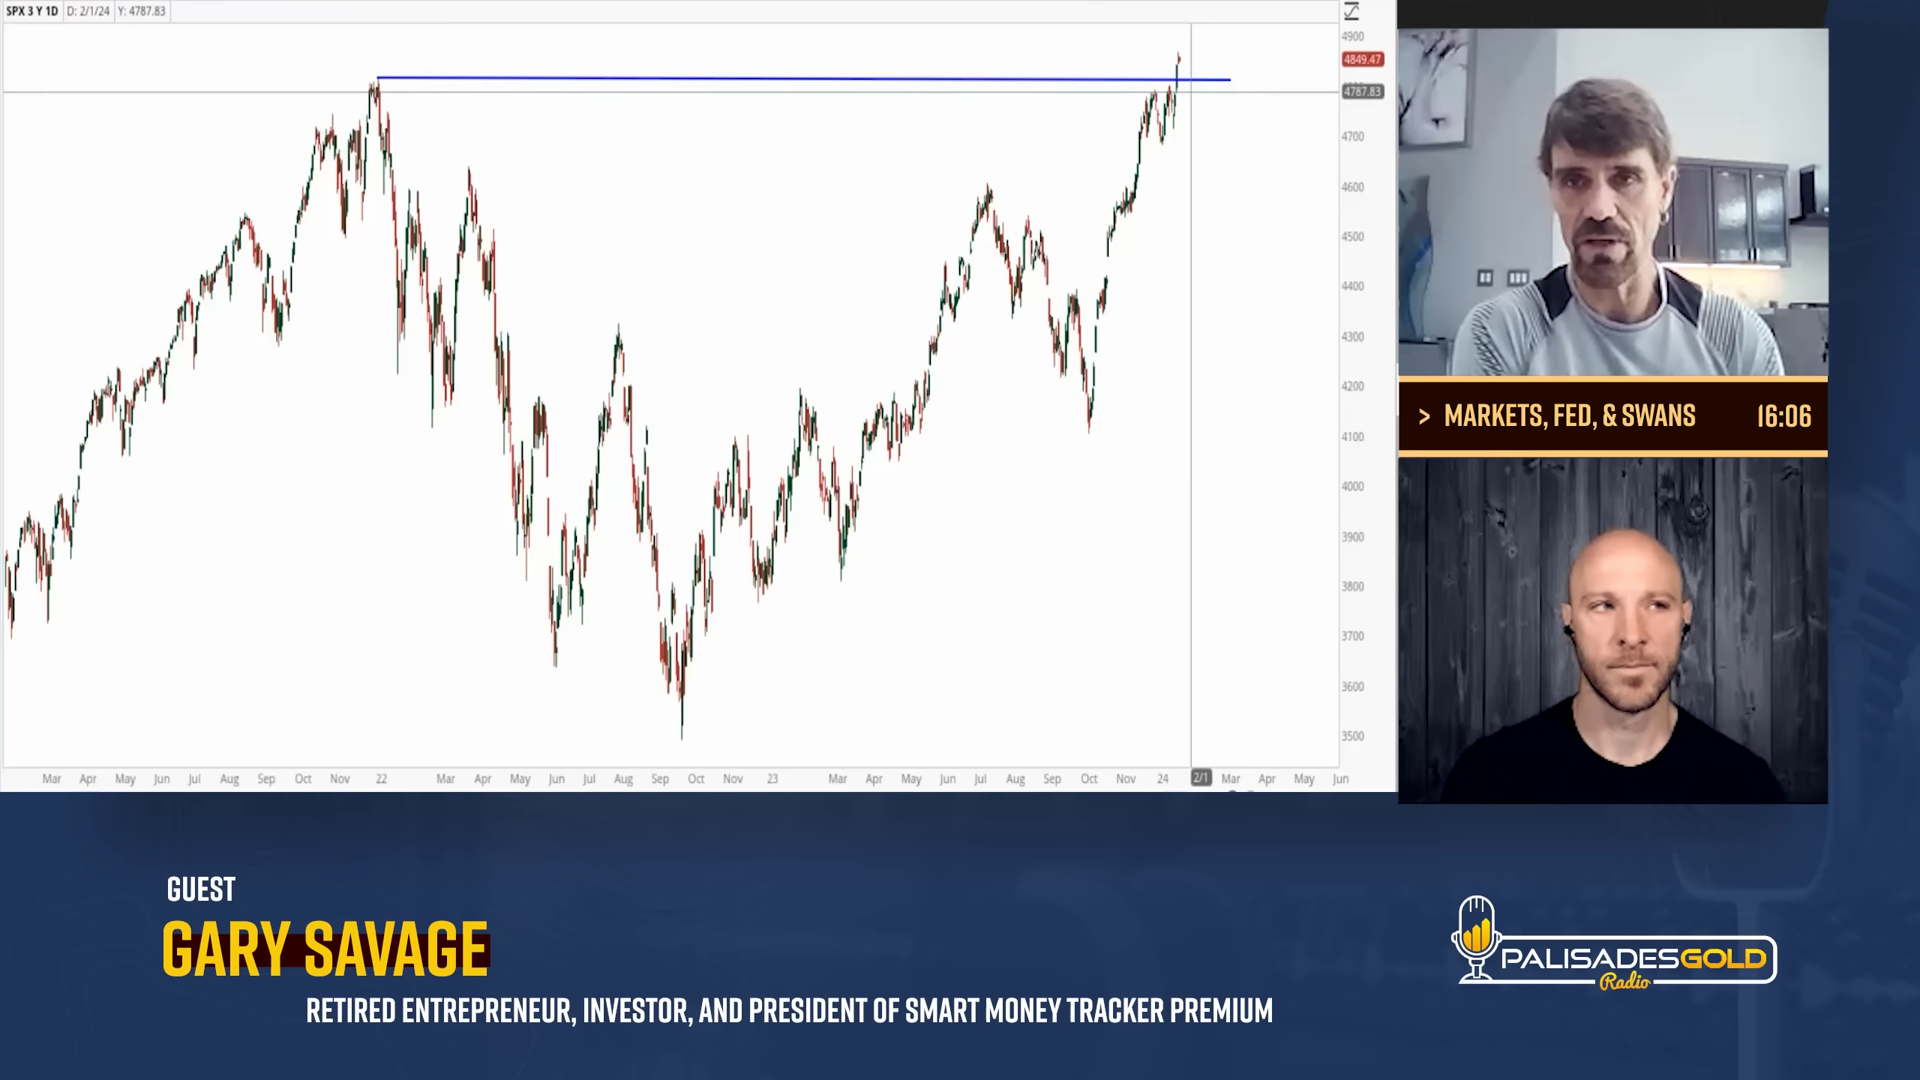 SPX 3 Y 1D D: 2/1/24 Y: 4787.83
4900
4849.47
4787.83
4700
4600
4500
4400
4300
4200
4100
4000
3900
3800
3700
3600
3500
Mar Apr May Jun Jul Aug Sep Oct Nov 22 Mar Apr May Jun Jul Aug Sep Oct Nov 23 Mar Apr May Jun Jul Aug Sep Oct Nov 24 2/1 Mar Apr May Jun
> MARKETS, FED, & SWANS 16:06
GUEST
GARY SAVAGE
RETIRED ENTREPRENEUR, INVESTOR, AND PRESIDENT OF SMART MONEY TRACKER PREMIUM
PALISADESGOLD
Radio